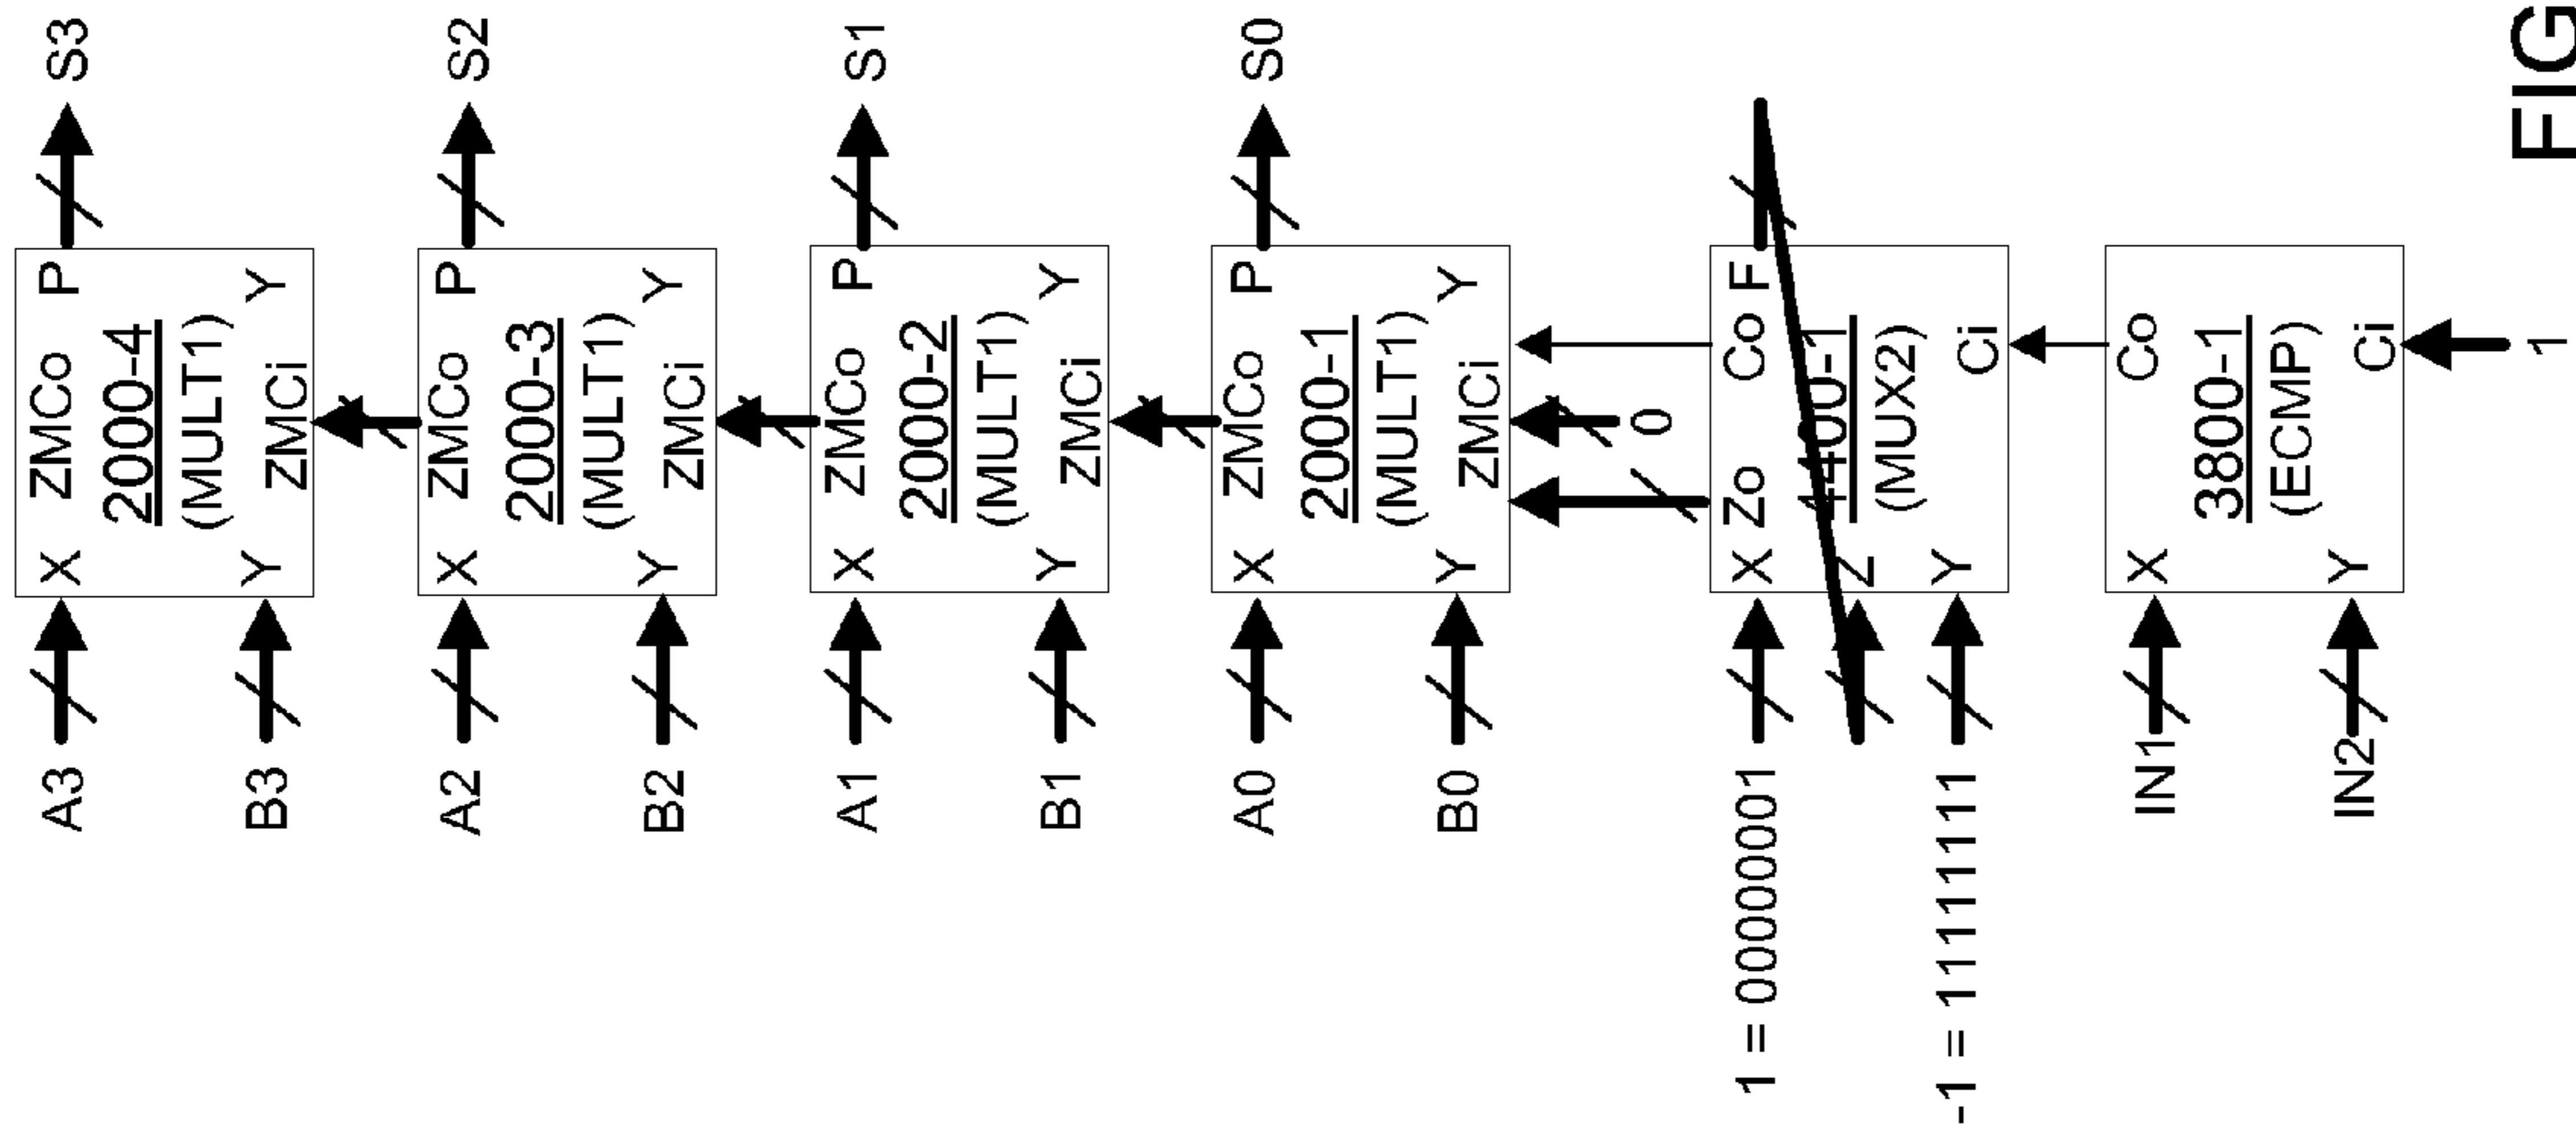 A3 X ZMCo P S3
2000-4
(MULT1)
B3 Y ZMCi Y
A2 X ZMCo P S2
2000-3
(MULT1)
B2 Y ZMCi Y
A1 X ZMCo P S1
2000-2
(MULT1)
B1 Y ZMCi Y
A0 X ZMCo P S0
2000-1
(MULT1)
B0 Y ZMCi Y
0
1 = 00000001 X Zo Co F
Z 4400-1
(MUX2)
-1 = 11111111 Y Ci
IN1 X Co
3800-1
(ECMP)
IN2 Y Ci
1
FIG